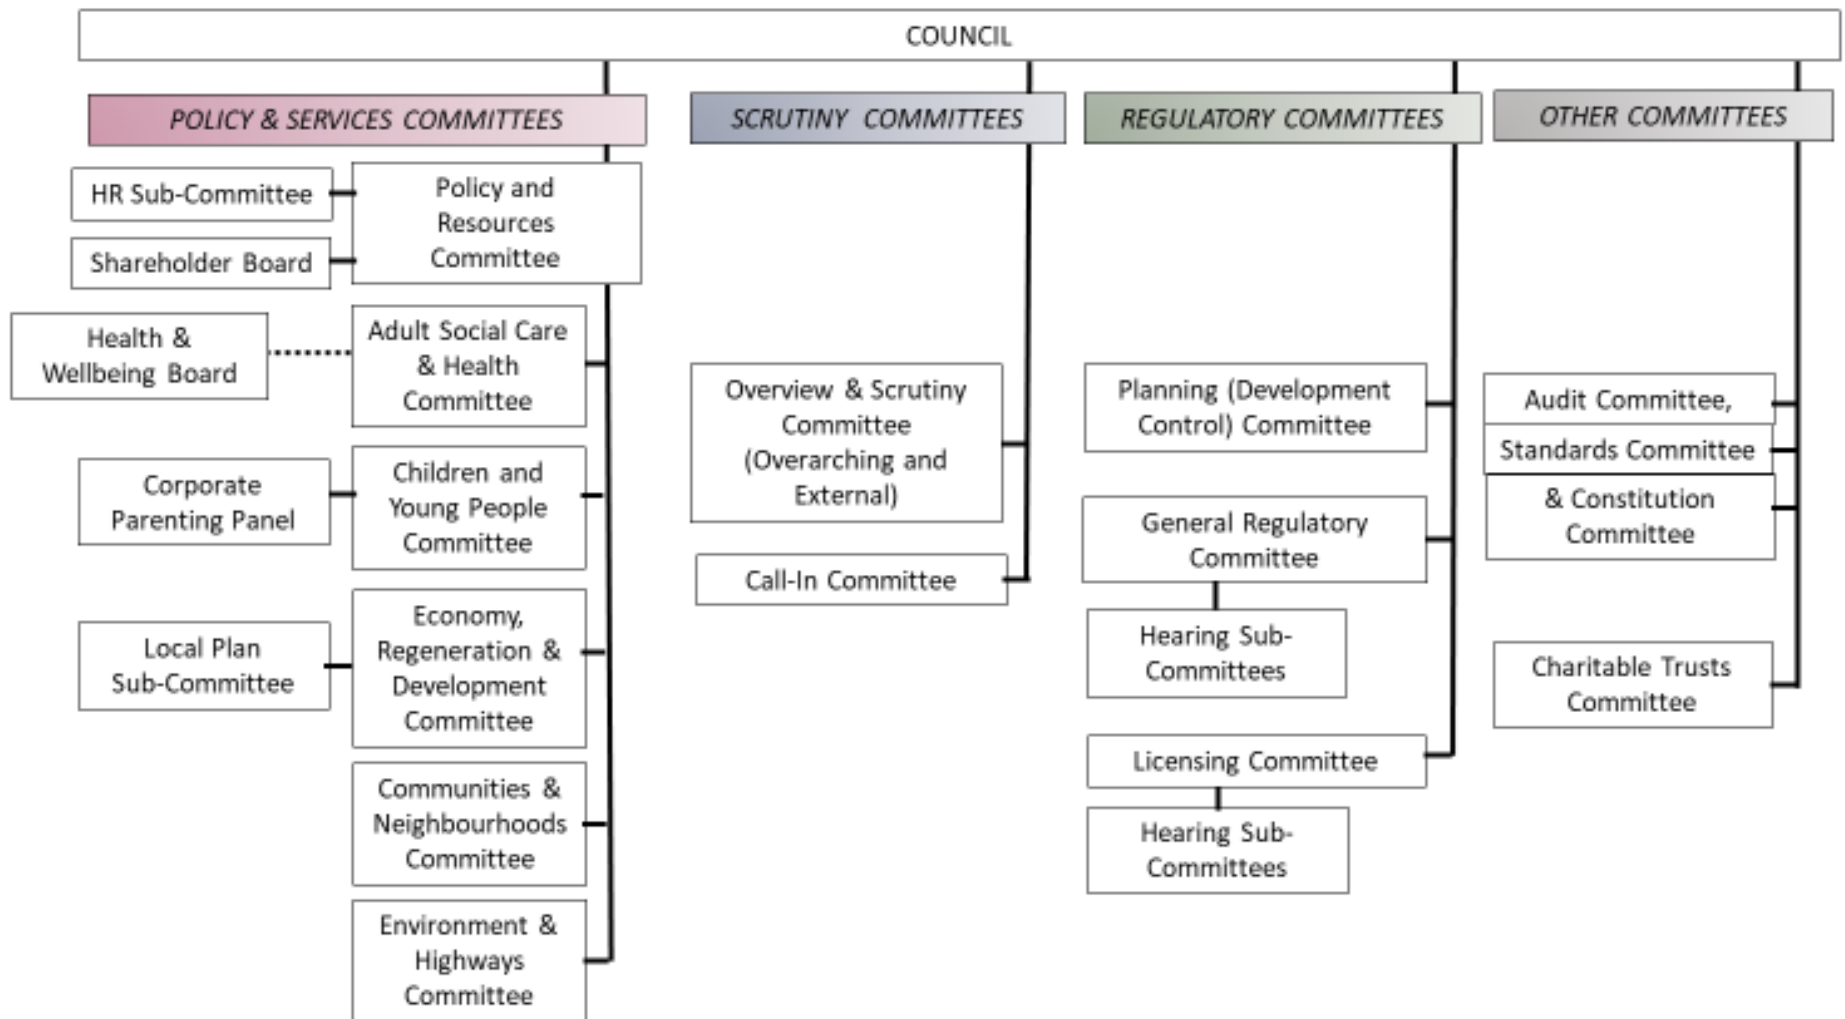 COUNCIL
POLICY & SERVICES COMMITTEES
HR Sub-Committee
Policy and
Resources
Committee
Shareholder Board
Health &
Wellbeing Board
Adult Social Care
& Health
Committee
Corporate
Parenting Panel
Children and
Young People
Committee
Local Plan
Sub-Committee
Economy,
Regeneration &
Development
Committee
Communities &
Neighbourhoods
Committee
Environment &
Highways
Committee
SCRUTINY COMMITTEES
Overview & Scrutiny
Committee
(Overarching and
External)
Call-In Committee
REGULATORY COMMITTEES
Planning (Development
Control) Committee
General Regulatory
Committee
Hearing Sub-
Committees
Licensing Committee
Hearing Sub-
Committees
OTHER COMMITTEES
Audit Committee,
Standards Committee
& Constitution
Committee
Charitable Trusts
Committee